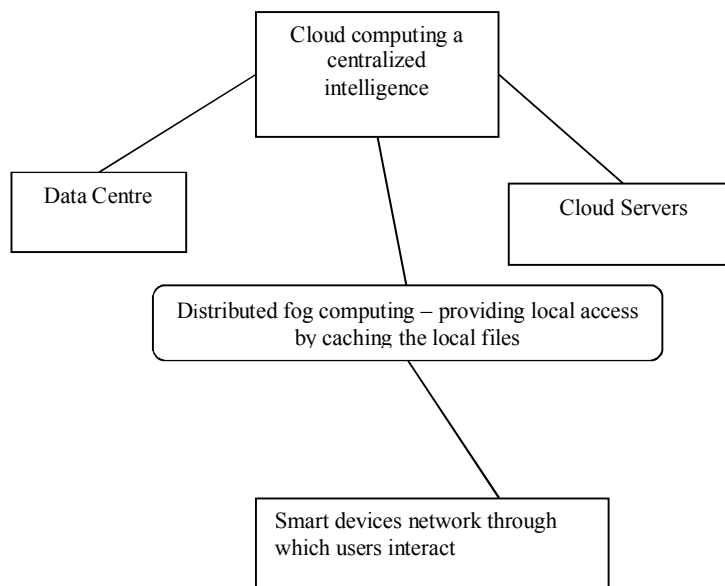 Cloud computing a
centralized
intelligence
Data Centre
Cloud Servers
Distributed fog computing – providing local access
by caching the local files
Smart devices network through
which users interact